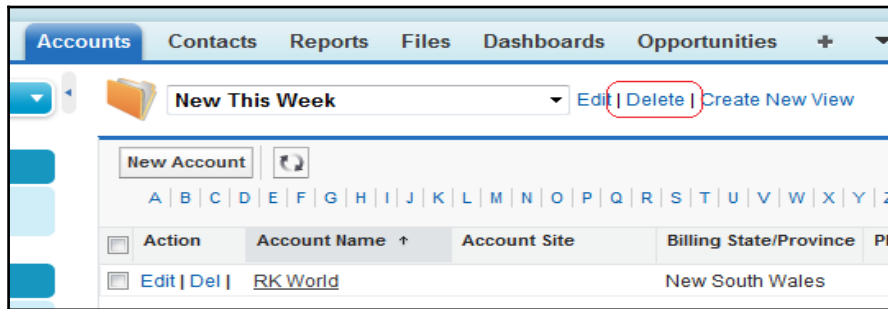 Accounts Contacts Reports Files Dashboards Opportunities +
New This Week Edit | Delete | Create New View
New Account
A | B | C | D | E | F | G | H | I | J | K | L | M | N | O | P | Q | R | S | T | U | V | W | X | Y | Z
Action Account Name ↑ Account Site Billing State/Province
Edit | Del | RK World New South Wales